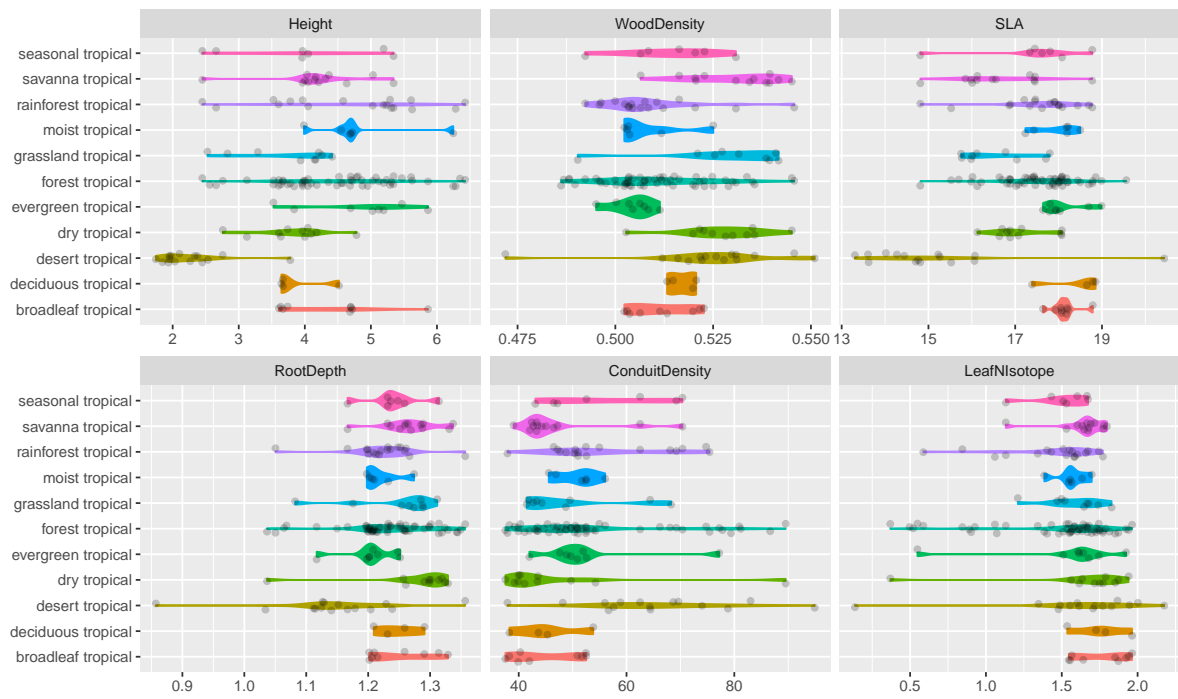 Height WoodDensity SLA
seasonal tropical
savanna tropical
rainforest tropical
moist tropical
grassland tropical
forest tropical
evergreen tropical
dry tropical
desert tropical
deciduous tropical
broadleaf tropical
2 3 4 5 6 0.475 0.500 0.525 0.550 13 15 17 19
RootDepth ConduitDensity LeafNIsotope
seasonal tropical
savanna tropical
rainforest tropical
moist tropical
grassland tropical
forest tropical
evergreen tropical
dry tropical
desert tropical
deciduous tropical
broadleaf tropical
0.9 1.0 1.1 1.2 1.3 40 60 80 0.5 1.0 1.5 2.0